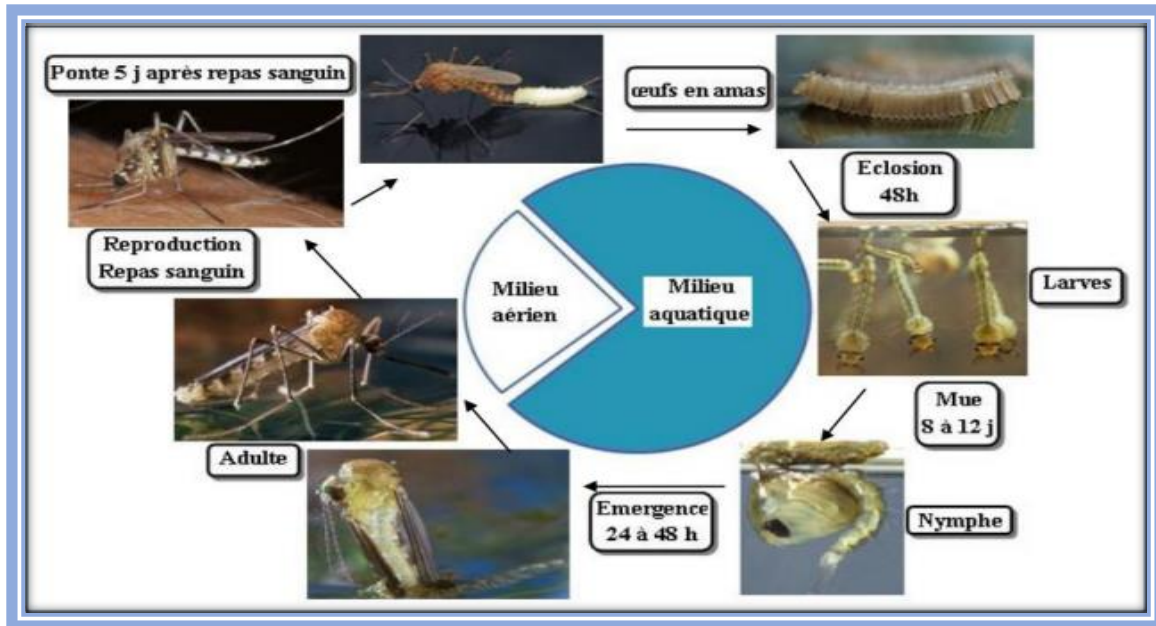 Ponte 5 j après repas sanguin
œufs en amas
Eclosion
48h
Larves
Mue
8 à 12 j
Nymphe
Emergence
24 à 48 h
Adulte
Reproduction
Repas sanguin
Milieu
aérien
Milieu
aquatique